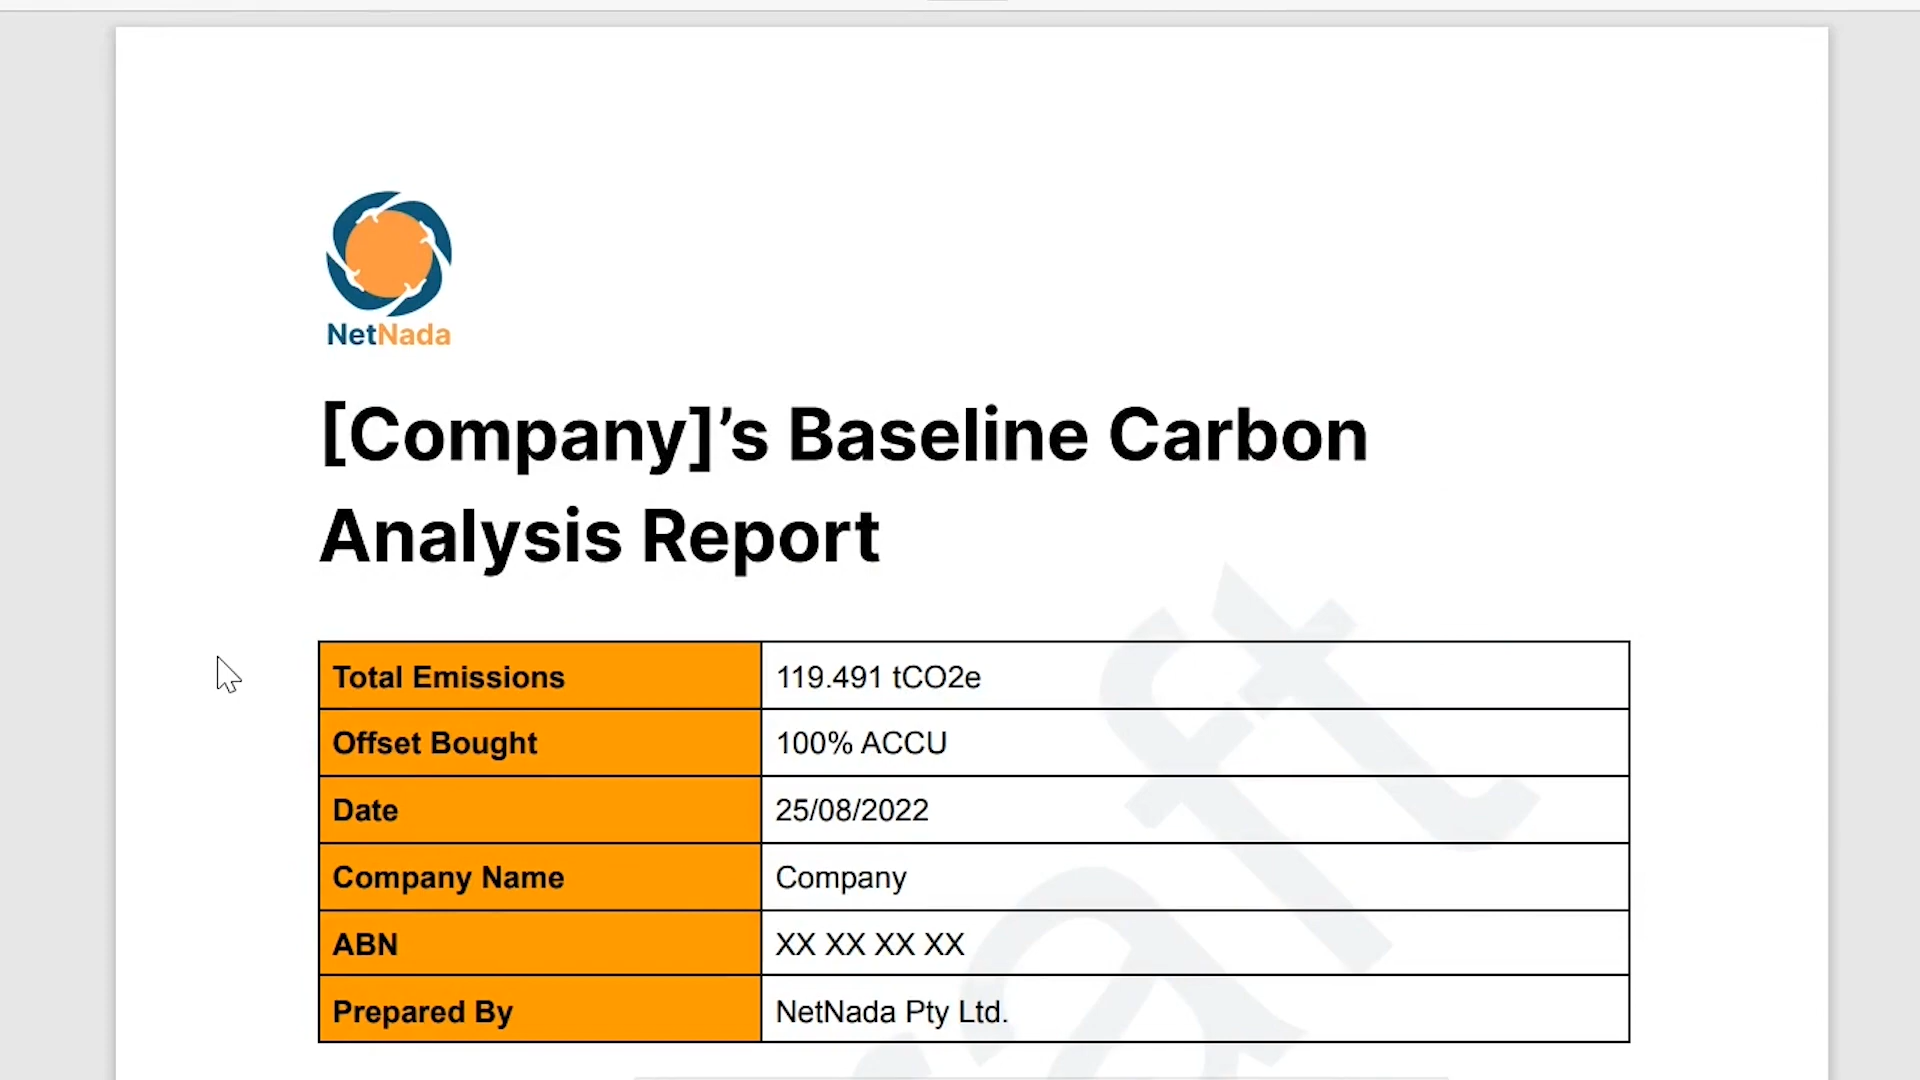 NetNada
[Company]’s Baseline Carbon
Analysis Report
Total Emissions 119.491 tCO2e
Offset Bought 100% ACCU
Date 25/08/2022
Company Name Company
ABN XX XX XX XX
Prepared By NetNada Pty Ltd.